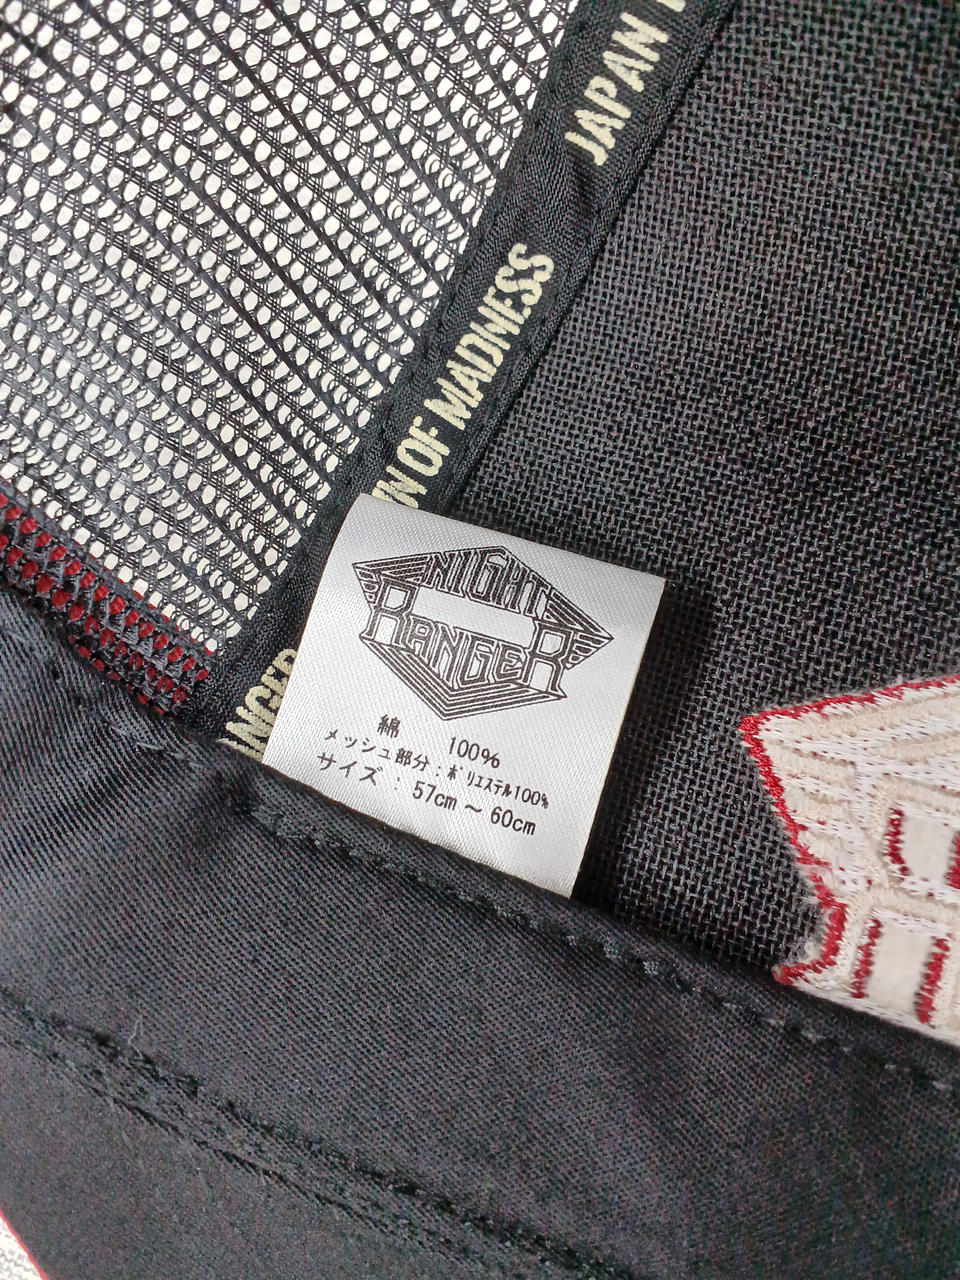 JAPAN
OF MADNESS
NIGHT
RANGER
綿 100%
メッシュ部分:ポリエステル100%
サイズ:57cm~60cm